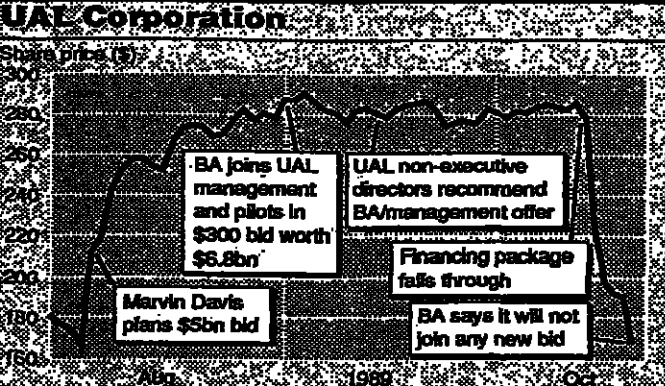 UAL Corporation
Share price ($)
300
280
260
240
220
200
180
160
BA joins UAL
management
and pilots in
$300 bid worth
$6.8bn
UAL non-executive
directors recommend
BA/management offer
Financing package
falls through
Marvin Davis
plans $5bn bid
BA says it will not
join any new bid
Aug 1989 Oct